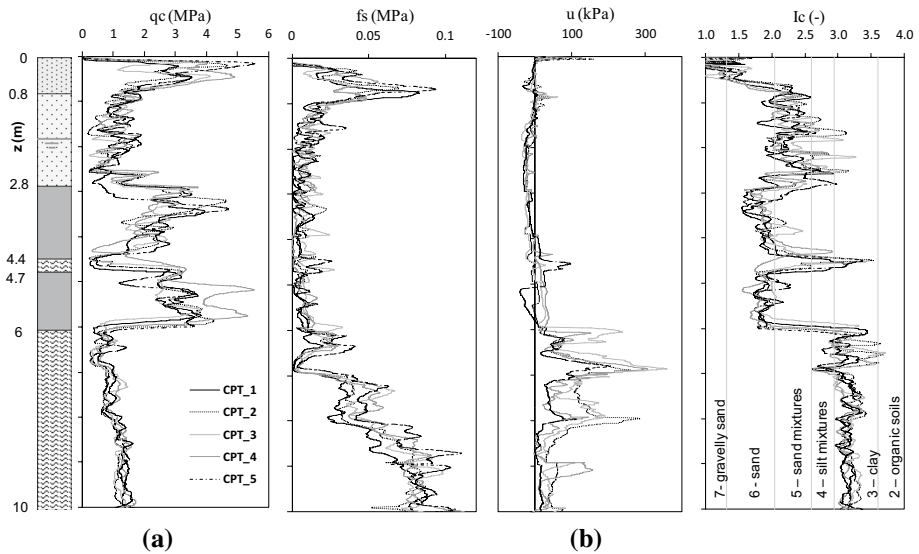 qc (MPa)
0 1 2 3 4 5 6
fs (MPa)
0 0.05 0.1
u (kPa)
-100 100 300
Ic (-)
1.0 1.5 2.0 2.5 3.0 3.5 4.0
z (m)
0
0.8
2.8
4.4
4.7
6
10
CPT_1
CPT_2
CPT_3
CPT_4
CPT_5
7- gravelly sand
6 – sand
5 – sand mixtures
4 – silt mixtures
3 – clay
2 – organic soils
(a)
(b)